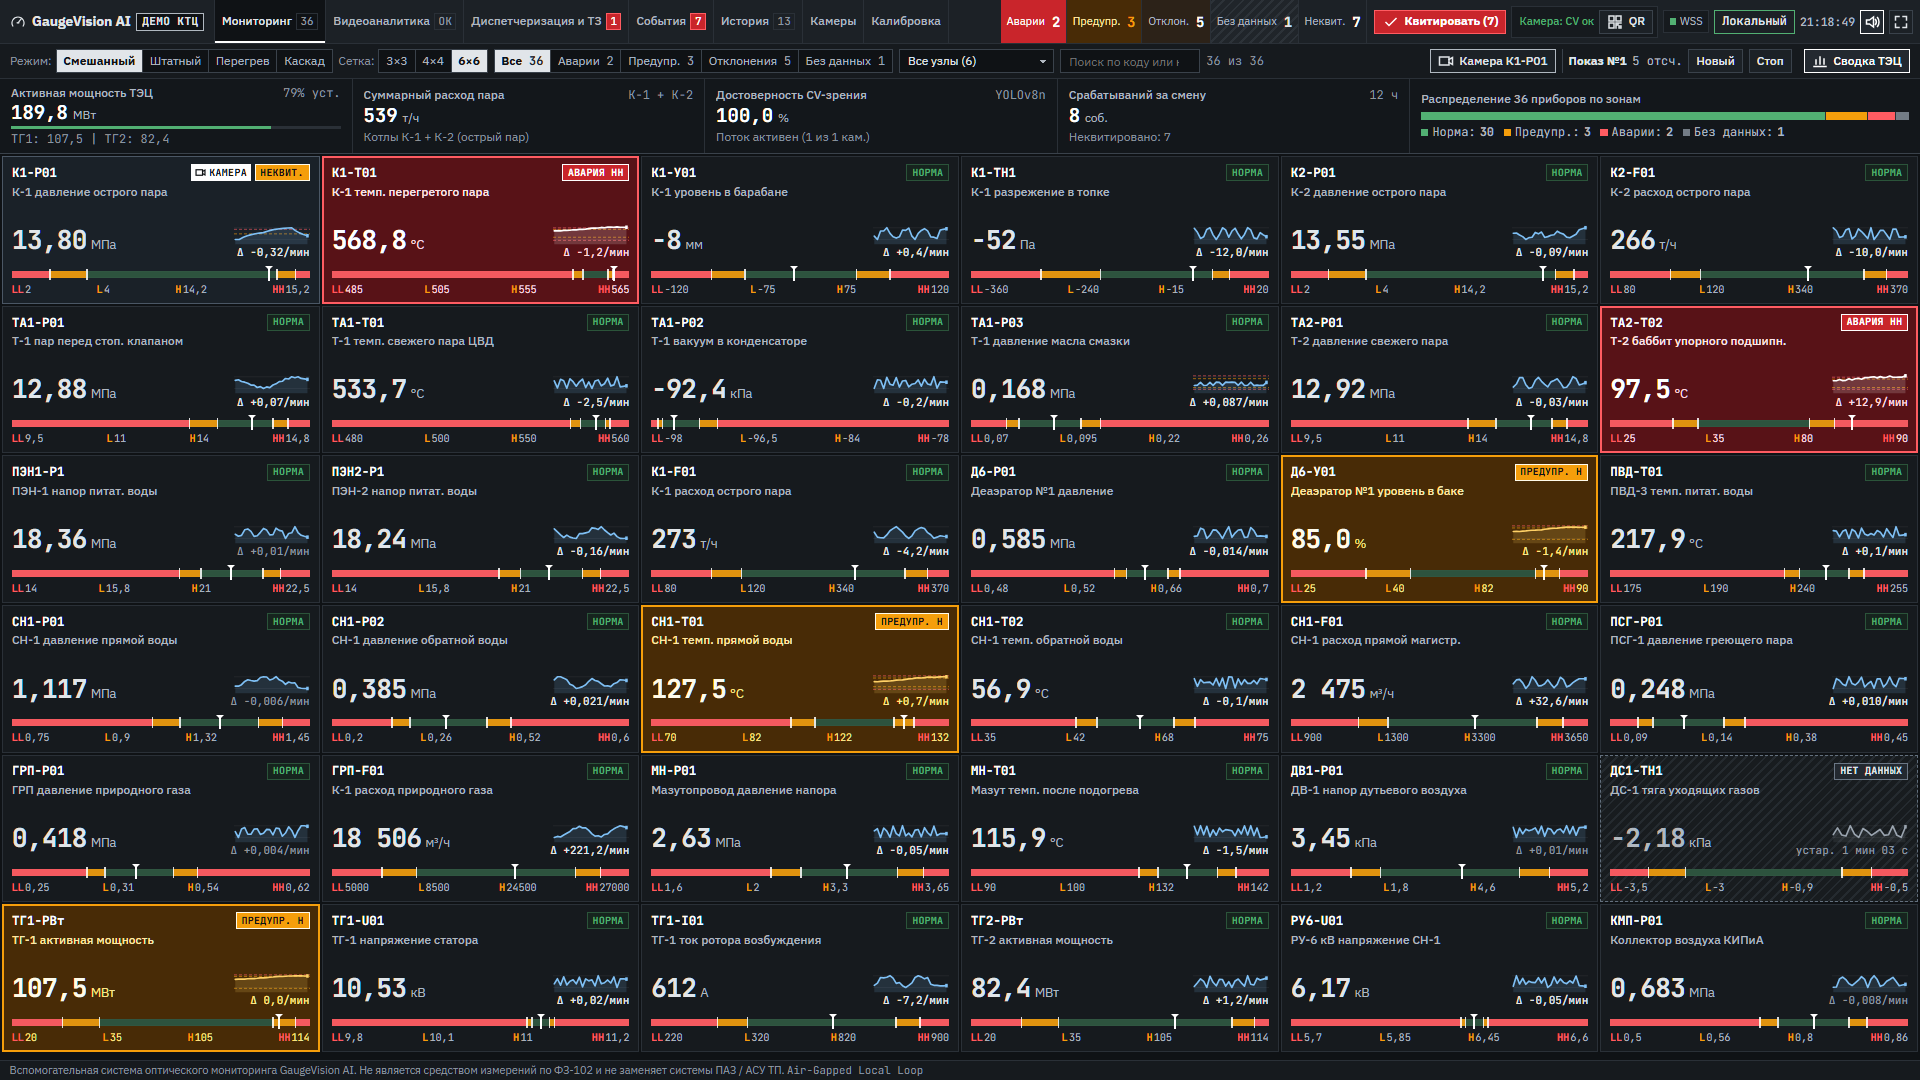 GaugeVision AI ДЕМО КТЦ Мониторинг 36 Видеоаналитика ОК Диспетчеризация и ТЗ 1 События 7 История 13 Камеры Калибровка Аварии 2 Предупр. 3 Отклон. 5 Без данных 1 Неквит. 7 Квитировать (7) Камера: CV ок QR WSS Локальный 21:18:49
Режим: Смешанный Штатный Перегрев Каскад Сетка: 3×3 4×4 6×6 Все 36 Аварии 2 Предупр. 3 Отклонения 5 Без данных 1 Все узлы (6) Поиск по коду или 36 из 36 Камера К1-Р01 Показ №1 5 отсч. Новый Стоп Сводка ТЭЦ
Активная мощность ТЭЦ 79% уст.
189,8 МВт
ТГ1: 107,5 | ТГ2: 82,4
Суммарный расход пара К-1 + К-2
539 т/ч
Котлы К-1 + К-2 (острый пар)
Достоверность CV-зрения YOLOv8n
100,0 %
Поток активен (1 из 1 кам.)
Срабатываний за смену 12 ч
8 соб.
Неквитировано: 7
Распределение 36 приборов по зонам
Норма: 30 Предупр.: 3 Аварии: 2 Без данных: 1
К1-Р01 КАМЕРА НЕКВИТ.
К-1 давление острого пара
13,80 МПа
Δ -0,32/мин
LL2 L4 H14,2 HH15,2
К1-Т01 АВАРИЯ HH
К-1 темп. перегретого пара
568,8 °C
Δ -1,2/мин
LL485 L505 H555 HH565
К1-У01 НОРМА
К-1 уровень в барабане
-8 мм
Δ +0,4/мин
LL-120 L-75 H75 HH120
К1-ТН1 НОРМА
К-1 разрежение в топке
-52 Па
Δ -12,0/мин
LL-360 L-240 H-15 HH20
К2-Р01 НОРМА
К-2 давление острого пара
13,55 МПа
Δ -0,09/мин
LL2 L4 H14,2 HH15,2
К2-F01 НОРМА
К-2 расход острого пара
266 т/ч
Δ -10,0/мин
LL80 L120 H340 HH370
ТА1-Р01 НОРМА
Т-1 пар перед стоп. клапаном
12,88 МПа
Δ +0,07/мин
LL9,5 L11 H14 HH14,8
ТА1-Т01 НОРМА
Т-1 темп. свежего пара ЦВД
533,7 °C
Δ -2,5/мин
LL480 L500 H550 HH560
ТА1-Р02 НОРМА
Т-1 вакуум в конденсаторе
-92,4 кПа
Δ -0,2/мин
LL-98 L-96,5 H-84 HH-78
ТА1-Р03 НОРМА
Т-1 давление масла смазки
0,168 МПа
Δ +0,087/мин
LL0,07 L0,095 H0,22 HH0,26
ТА2-Р01 НОРМА
Т-2 давление свежего пара
12,92 МПа
Δ -0,03/мин
LL9,5 L11 H14 HH14,8
ТА2-Т02 АВАРИЯ HH
Т-2 баббит упорного подшипн.
97,5 °C
Δ +12,9/мин
LL25 L35 H80 HH90
ПЭН1-Р1 НОРМА
ПЭН-1 напор питат. воды
18,36 МПа
Δ +0,01/мин
LL14 L15,8 H21 HH22,5
ПЭН2-Р1 НОРМА
ПЭН-2 напор питат. воды
18,24 МПа
Δ -0,16/мин
LL14 L15,8 H21 HH22,5
К1-F01 НОРМА
К-1 расход острого пара
273 т/ч
Δ -4,2/мин
LL80 L120 H340 HH370
Д6-Р01 НОРМА
Деаэратор №1 давление
0,585 МПа
Δ -0,014/мин
LL0,48 L0,52 H0,66 HH0,7
Д6-У01 ПРЕДУПР. H
Деаэратор №1 уровень в баке
85,0 %
Δ -1,4/мин
LL25 L40 H82 HH90
ПВД-Т01 НОРМА
ПВД-3 темп. питат. воды
217,9 °C
Δ +0,1/мин
LL175 L190 H240 HH255
СН1-Р01 НОРМА
СН-1 давление прямой воды
1,117 МПа
Δ -0,006/мин
LL0,75 L0,9 H1,32 HH1,45
СН1-Р02 НОРМА
СН-1 давление обратной воды
0,385 МПа
Δ +0,021/мин
LL0,2 L0,26 H0,52 HH0,6
СН1-Т01 ПРЕДУПР. H
СН-1 темп. прямой воды
127,5 °C
Δ +0,7/мин
LL70 L82 H122 HH132
СН1-Т02 НОРМА
СН-1 темп. обратной воды
56,9 °C
Δ -0,1/мин
LL35 L42 H68 HH75
СН1-F01 НОРМА
СН-1 расход прямой магистр.
2 475 м³/ч
Δ +32,6/мин
LL900 L1300 H3300 HH3650
ПСГ-Р01 НОРМА
ПСГ-1 давление греющего пара
0,248 МПа
Δ +0,010/мин
LL0,09 L0,14 H0,38 HH0,45
ГРП-Р01 НОРМА
ГРП давление природного газа
0,418 МПа
Δ +0,004/мин
LL0,25 L0,31 H0,54 HH0,62
ГРП-F01 НОРМА
К-1 расход природного газа
18 506 м³/ч
Δ +221,2/мин
LL5000 L8500 H24500 HH27000
МН-Р01 НОРМА
Мазутопровод давление напора
2,63 МПа
Δ -0,05/мин
LL1,6 L2 H3,3 HH3,65
МН-Т01 НОРМА
Мазут темп. после подогрева
115,9 °C
Δ -1,5/мин
LL90 L100 H132 HH142
ДВ1-Р01 НОРМА
ДВ-1 напор дутьевого воздуха
3,45 кПа
Δ +0,01/мин
LL1,2 L1,8 H4,6 HH5,2
ДС1-ТН1 НЕТ ДАННЫХ
ДС-1 тяга уходящих газов
-2,18 кПа
устар. 1 мин 03 с
LL-3,5 L-3 H-0,9 HH-0,5
ТГ1-РВт ПРЕДУПР. H
ТГ-1 активная мощность
107,5 МВт
Δ 0,0/мин
LL20 L35 H105 HH114
ТГ1-U01 НОРМА
ТГ-1 напряжение статора
10,53 кВ
Δ +0,02/мин
LL9,8 L10,1 H11 HH11,2
ТГ1-I01 НОРМА
ТГ-1 ток ротора возбуждения
612 А
Δ -7,2/мин
LL220 L320 H820 HH900
ТГ2-РВт НОРМА
ТГ-2 активная мощность
82,4 МВт
Δ +1,2/мин
LL20 L35 H105 HH114
РУ6-U01 НОРМА
РУ-6 кВ напряжение СН-1
6,17 кВ
Δ -0,05/мин
LL5,7 L5,85 H6,45 HH6,6
КМП-Р01 НОРМА
Коллектор воздуха КИПиА
0,683 МПа
Δ -0,008/мин
LL0,5 L0,56 H0,8 HH0,86
Вспомогательная система оптического мониторинга GaugeVision AI. Не является средством измерений по ФЗ-102 и не заменяет системы ПАЗ / АСУ ТП. Air-Gapped Local Loop